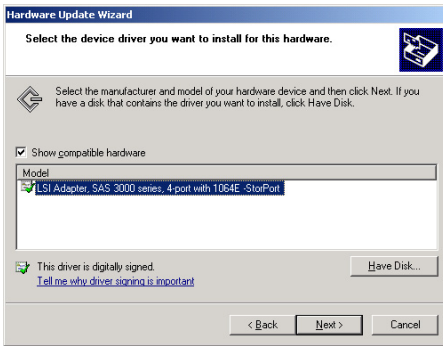 Hardware Update Wizard
Select the device driver you want to install for this hardware.
Select the manufacturer and model of your hardware device and then click Next. If you
have a disk that contains the driver you want to install, click Have Disk.
Show compatible hardware
Model
LSI Adapter, SAS 3000 series, 4-port with 1064E -StorPort
This driver is digitally signed.
Tell me why driver signing is important
Have Disk...
< Back
Next >
Cancel